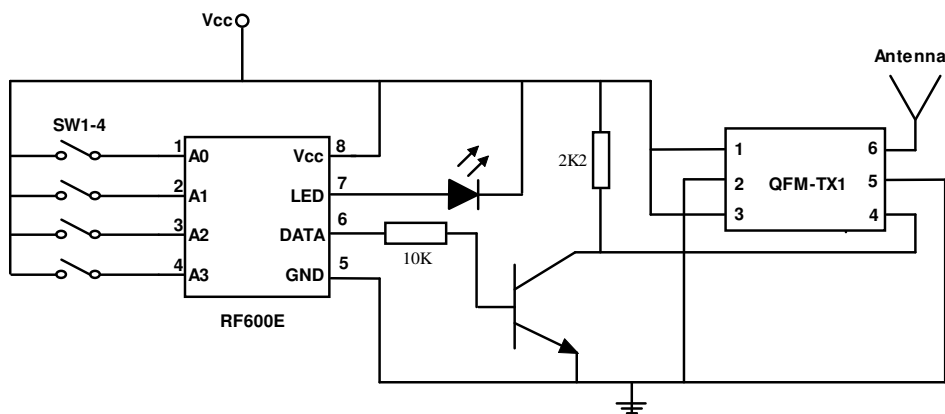 Vcc
Antenna
SW1-4
1 A0 Vcc 8
2 A1 LED 7
3 A2 DATA 6
4 A3 GND 5
RF600E
10K
2K2
1 6
2 QFM-TX1 5
3 4